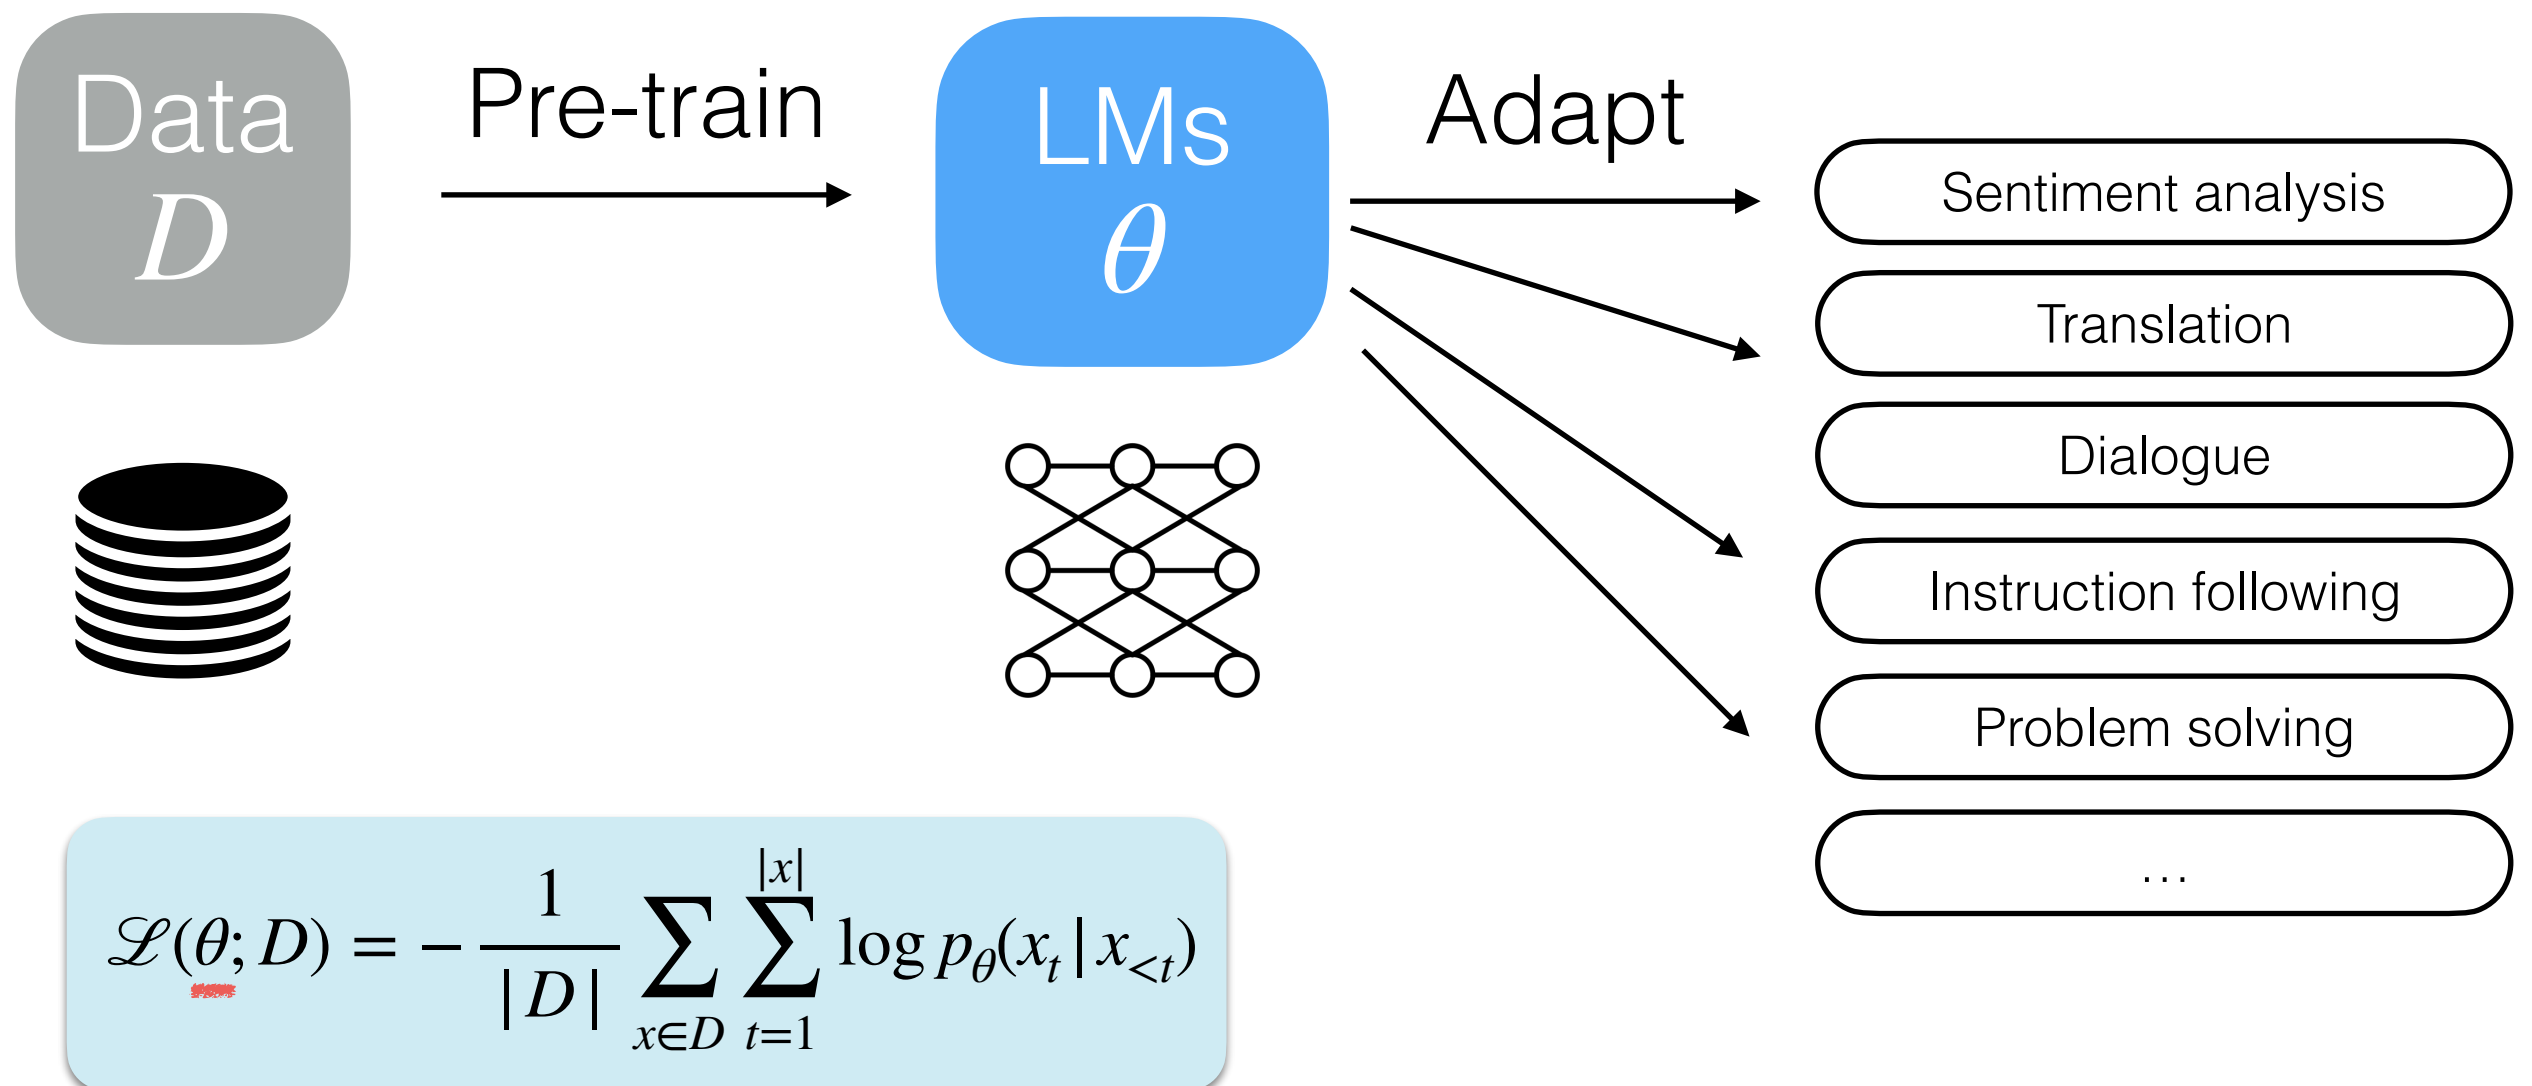 Data
D
Pre-train
LMs
θ
Adapt
Sentiment analysis
Translation
Dialogue
Instruction following
Problem solving
...
ℒ(θ; D) = − 1/|D| ∑_{x∈D} ∑_{t=1}^{|x|} log p_θ(x_t | x_{<t})